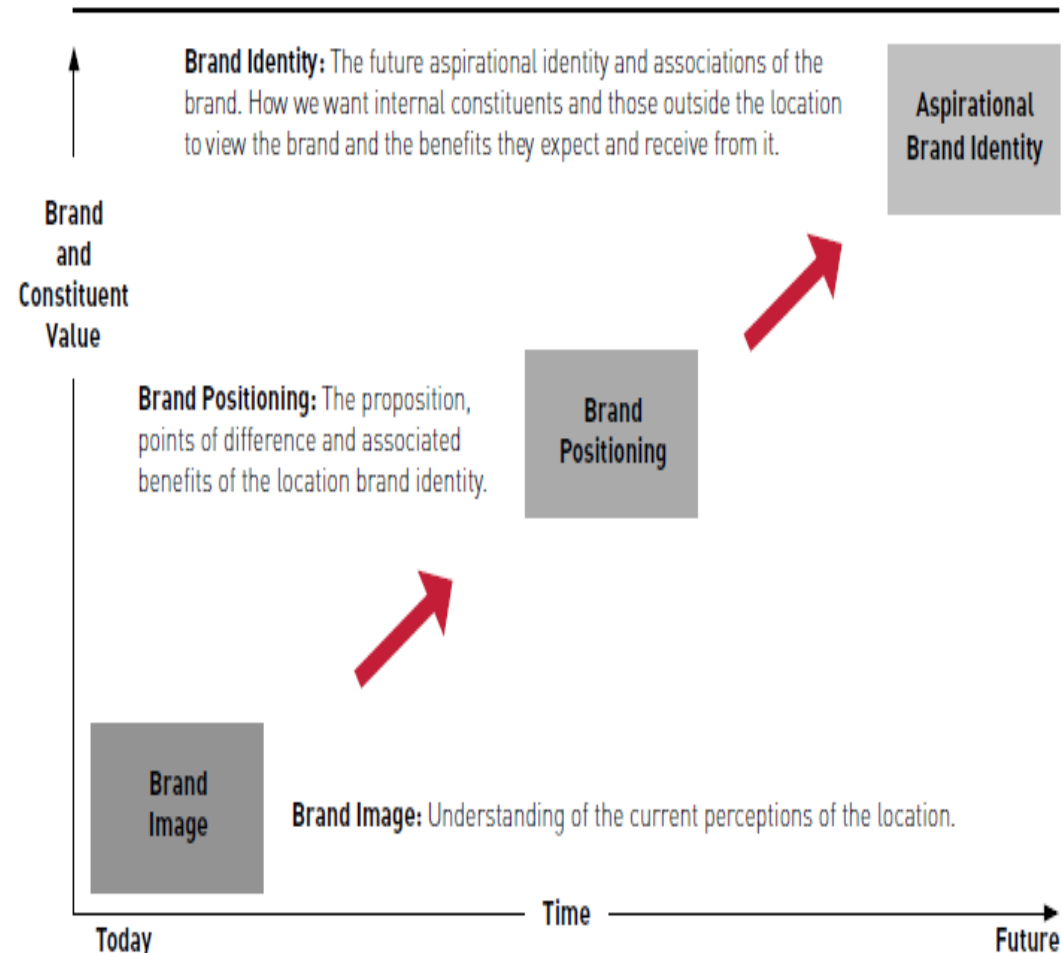 Brand Identity: The future aspirational identity and associations of the
brand. How we want internal constituents and those outside the location
to view the brand and the benefits they expect and receive from it.
Aspirational
Brand Identity
Brand
and
Constituent
Value
Brand Positioning: The proposition,
points of difference and associated
benefits of the location brand identity.
Brand
Positioning
Brand
Image
Brand Image: Understanding of the current perceptions of the location.
Time
Today
Future